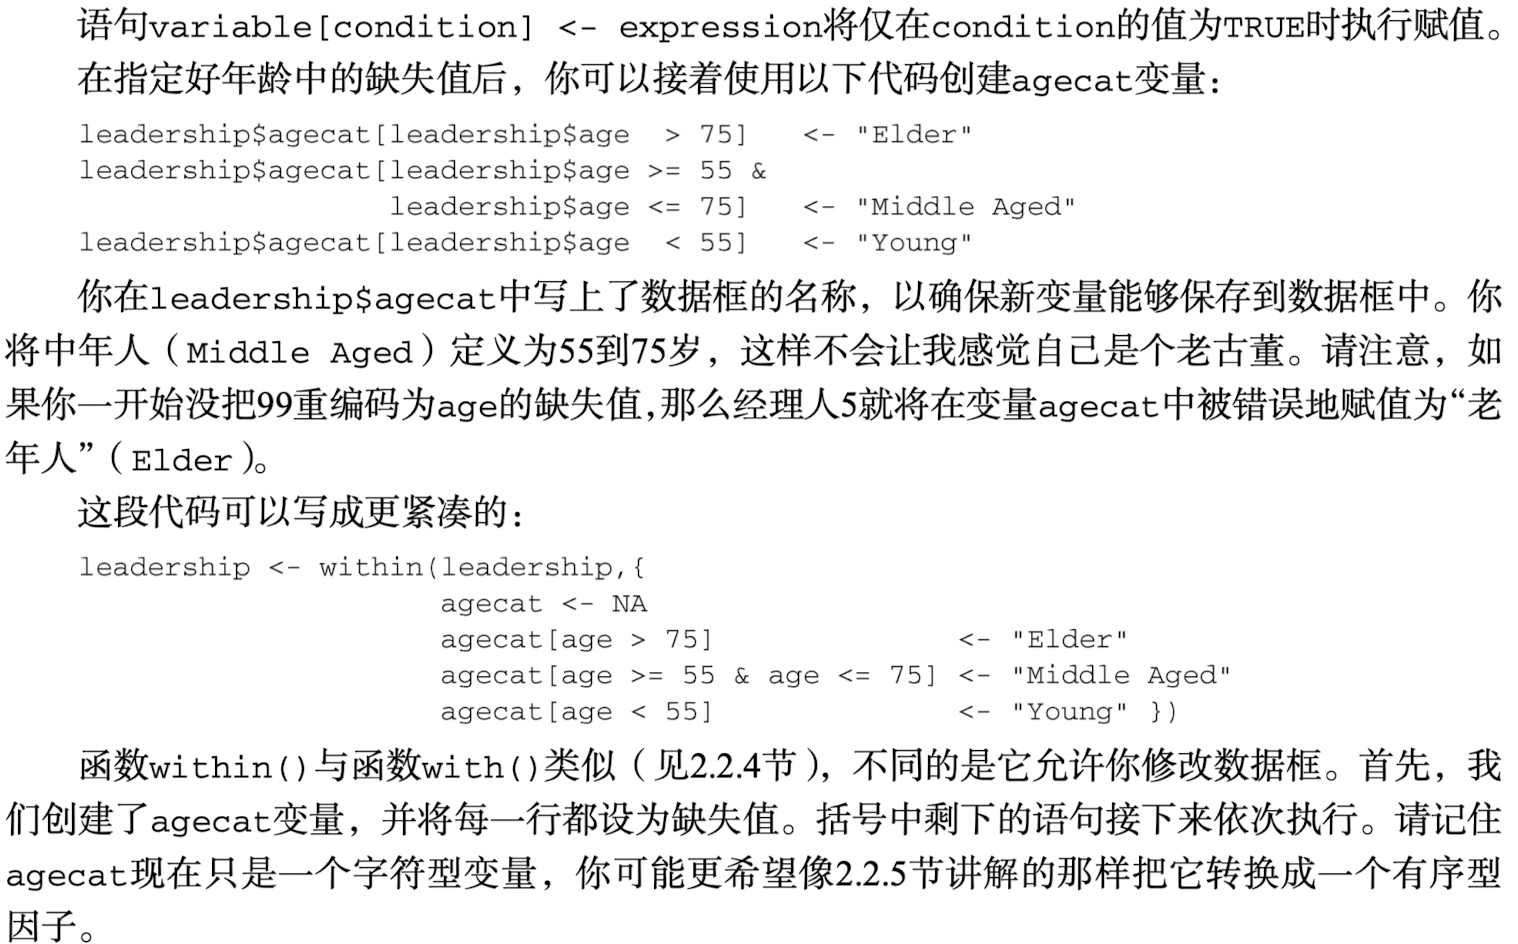 语句variable[condition] <- expression将仅在condition的值为TRUE时执行赋值。
在指定好年龄中的缺失值后，你可以接着使用以下代码创建agecat变量：
leadership$agecat[leadership$age  > 75]   <- "Elder"
leadership$agecat[leadership$age >= 55 &
                  leadership$age <= 75]   <- "Middle Aged"
leadership$agecat[leadership$age  < 55]   <- "Young"
你在leadership$agecat中写上了数据框的名称，以确保新变量能够保存到数据框中。你
将中年人（Middle Aged）定义为55到75岁，这样不会让我感觉自己是个老古董。请注意，如
果你一开始没把99重编码为age的缺失值，那么经理人5就将在变量agecat中被错误地赋值为“老
年人”（Elder）。
这段代码可以写成更紧凑的：
leadership <- within(leadership,{
                     agecat <- NA
                     agecat[age > 75]              <- "Elder"
                     agecat[age >= 55 & age <= 75] <- "Middle Aged"
                     agecat[age < 55]              <- "Young" })
函数within()与函数with()类似（见2.2.4节），不同的是它允许你修改数据框。首先，我
们创建了agecat变量，并将每一行都设为缺失值。括号中剩下的语句接下来依次执行。请记住
agecat现在只是一个字符型变量，你可能更希望像2.2.5节讲解的那样把它转换成一个有序型
因子。